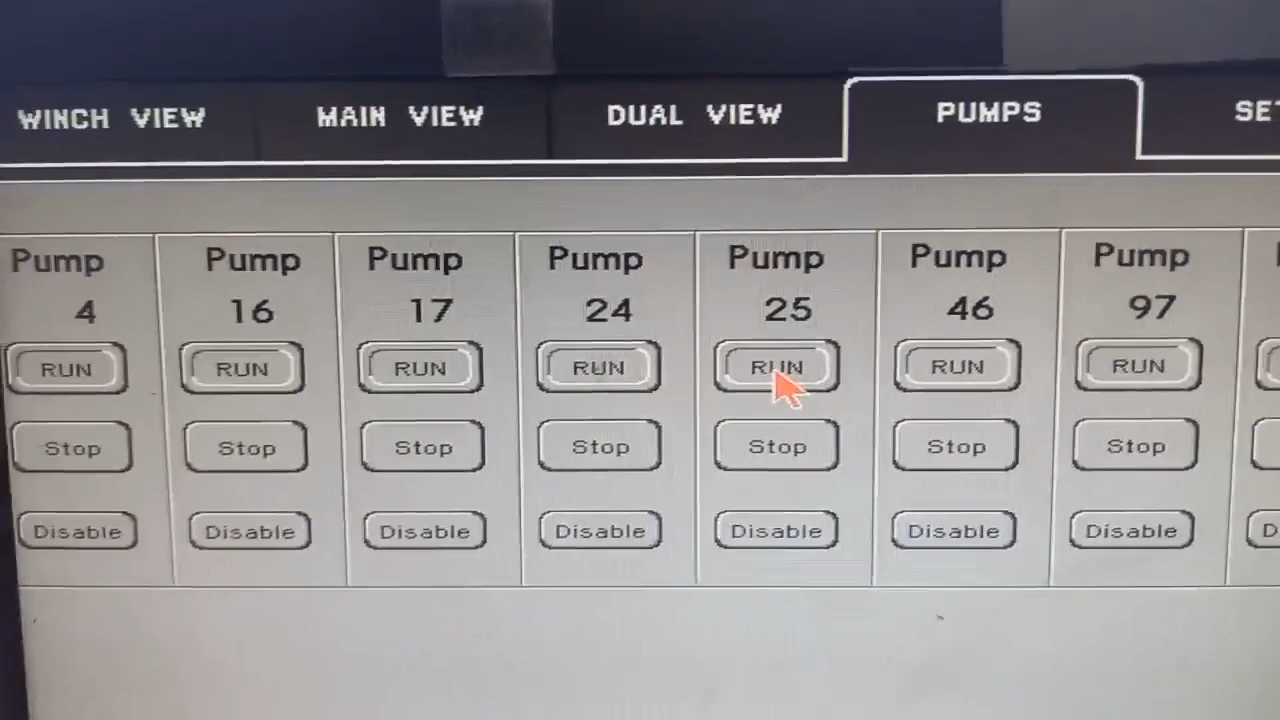 WINCH VIEW MAIN VIEW DUAL VIEW PUMPS
Pump Pump Pump Pump Pump Pump Pump
4 16 17 24 25 46 97
RUN RUN RUN RUN RUN RUN RUN
Stop Stop Stop Stop Stop Stop Stop
Disable Disable Disable Disable Disable Disable Disable